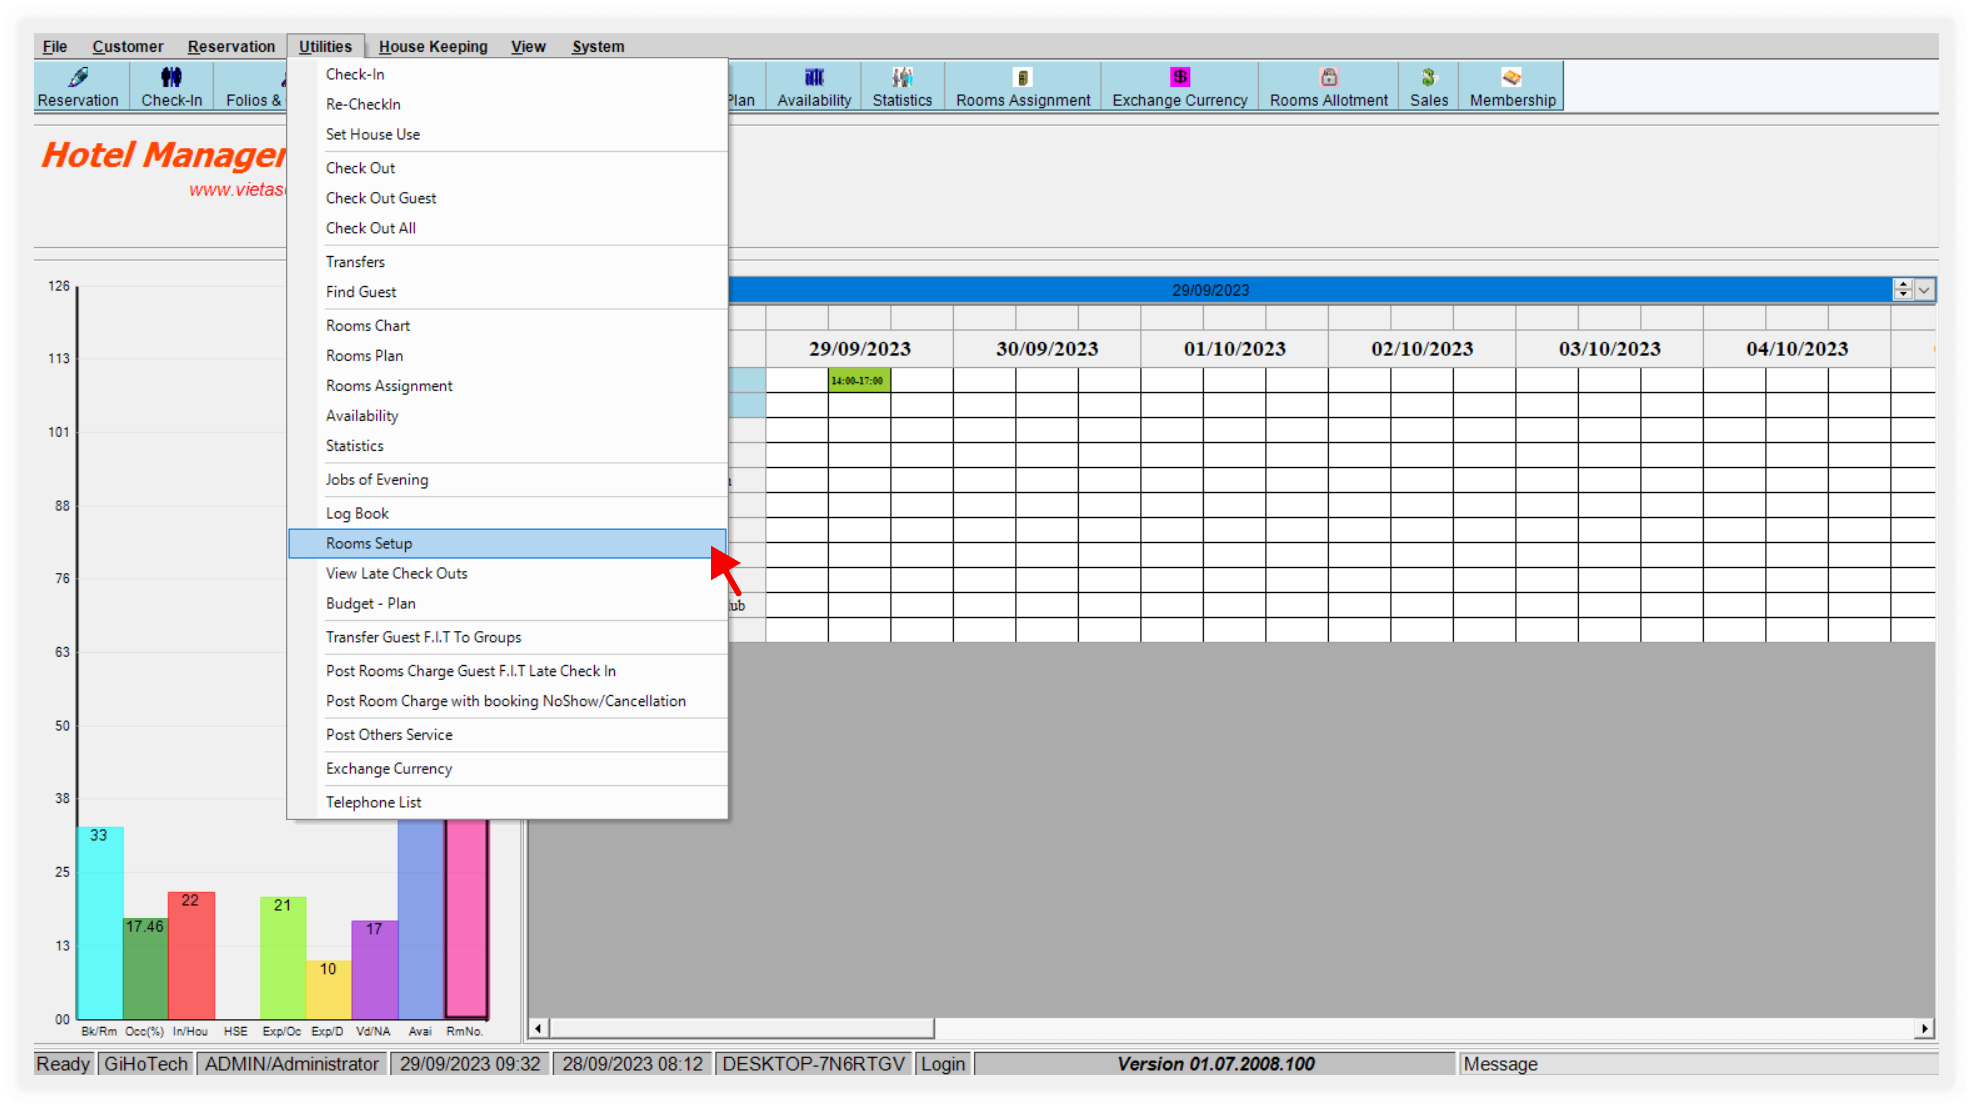 File Customer Reservation Utilities House Keeping View System
Reservation Check-In Folios & Plan Availability Statistics Rooms Assignment Exchange Currency Rooms Allotment Sales Membership
Hotel Manager
www.vietas
Check-In
Re-CheckIn
Set House Use
Check Out
Check Out Guest
Check Out All
Transfers
Find Guest
Rooms Chart
Rooms Plan
Rooms Assignment
Availability
Statistics
Jobs of Evening
Log Book
Rooms Setup
View Late Check Outs
Budget - Plan
Transfer Guest F.I.T To Groups
Post Rooms Charge Guest F.I.T Late Check In
Post Room Charge with booking NoShow/Cancellation
Post Others Service
Exchange Currency
Telephone List
29/09/2023
29/09/2023 30/09/2023 01/10/2023 02/10/2023 03/10/2023 04/10/2023
14:00-17:00
ub
126
113
101
88
76
63
50
38
25
13
00
33
17.46
22
21
10
17
Bk/Rm Occ(%) In/Hou HSE Exp/Oc Exp/D Vd/NA Avai RmNo.
Ready GiHoTech ADMIN/Administrator 29/09/2023 09:32 28/09/2023 08:12 DESKTOP-7N6RTGV Login Version 01.07.2008.100 Message